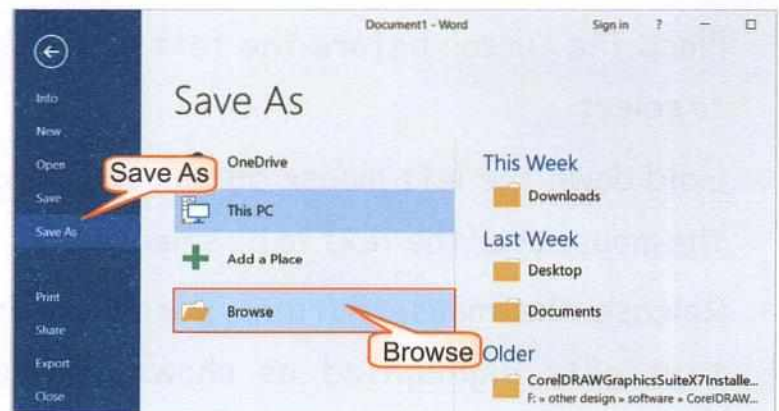 Document1 - Word
Sign in ? — □
Info
New
Open
Save
Save As
Print
Share
Export
Close
Save As
Save As
OneDrive
This PC
Add a Place
Browse
Browse
This Week
Downloads
Last Week
Desktop
Documents
Older
CorelDRAWGraphicsSuiteX7Installe...
F: » other design » software » CorelDRAW...